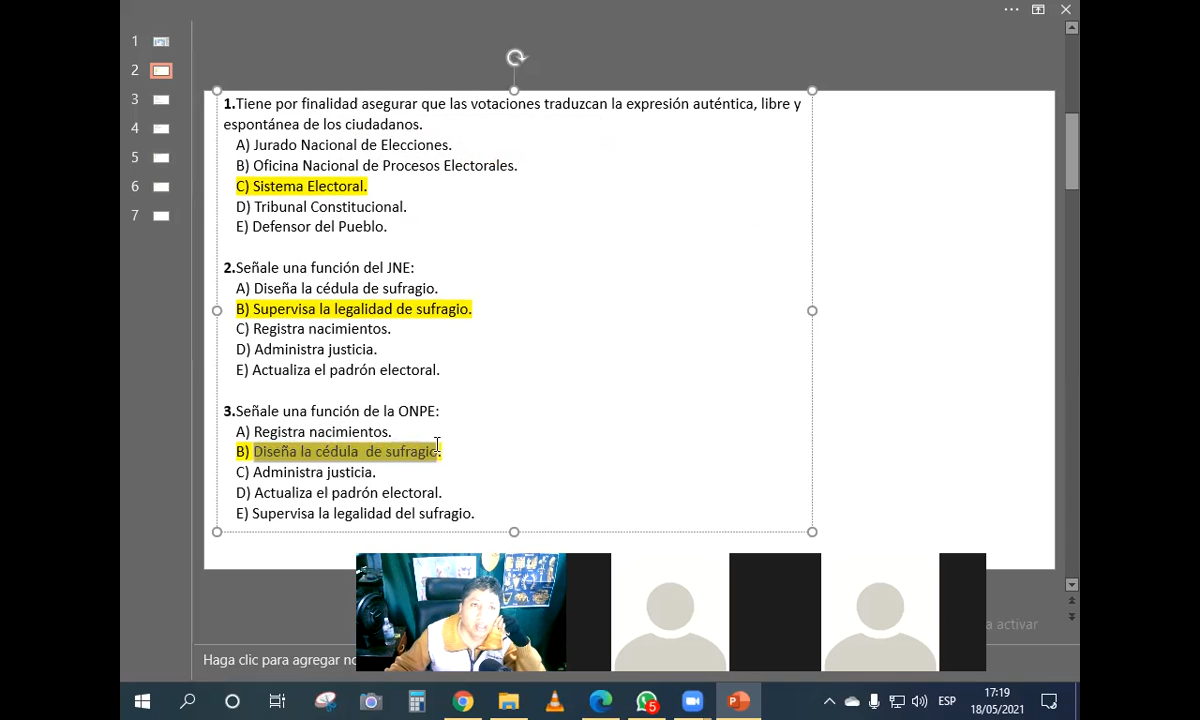 1
2
3
4
5
6
7
1.Tiene por finalidad asegurar que las votaciones traduzcan la expresión auténtica, libre y
espontánea de los ciudadanos.
A) Jurado Nacional de Elecciones.
B) Oficina Nacional de Procesos Electorales.
C) Sistema Electoral.
D) Tribunal Constitucional.
E) Defensor del Pueblo.
2.Señale una función del JNE:
A) Diseña la cédula de sufragio.
B) Supervisa la legalidad de sufragio.
C) Registra nacimientos.
D) Administra justicia.
E) Actualiza el padrón electoral.
3.Señale una función de la ONPE:
A) Registra nacimientos.
B) Diseña la cédula  de sufragio.
C) Administra justicia.
D) Actualiza el padrón electoral.
E) Supervisa la legalidad del sufragio.
a activar
Haga clic para agregar no
5
ESP
17:19
18/05/2021